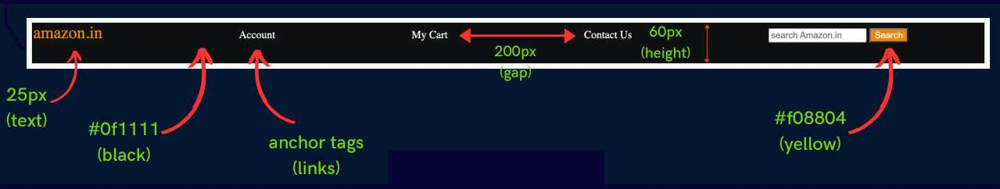 amazon.in
Account
My Cart
Contact Us
search Amazon.in
Search
60px
(height)
200px
(gap)
25px
(text)
#0f1111
(black)
anchor tags
(links)
#f08804
(yellow)